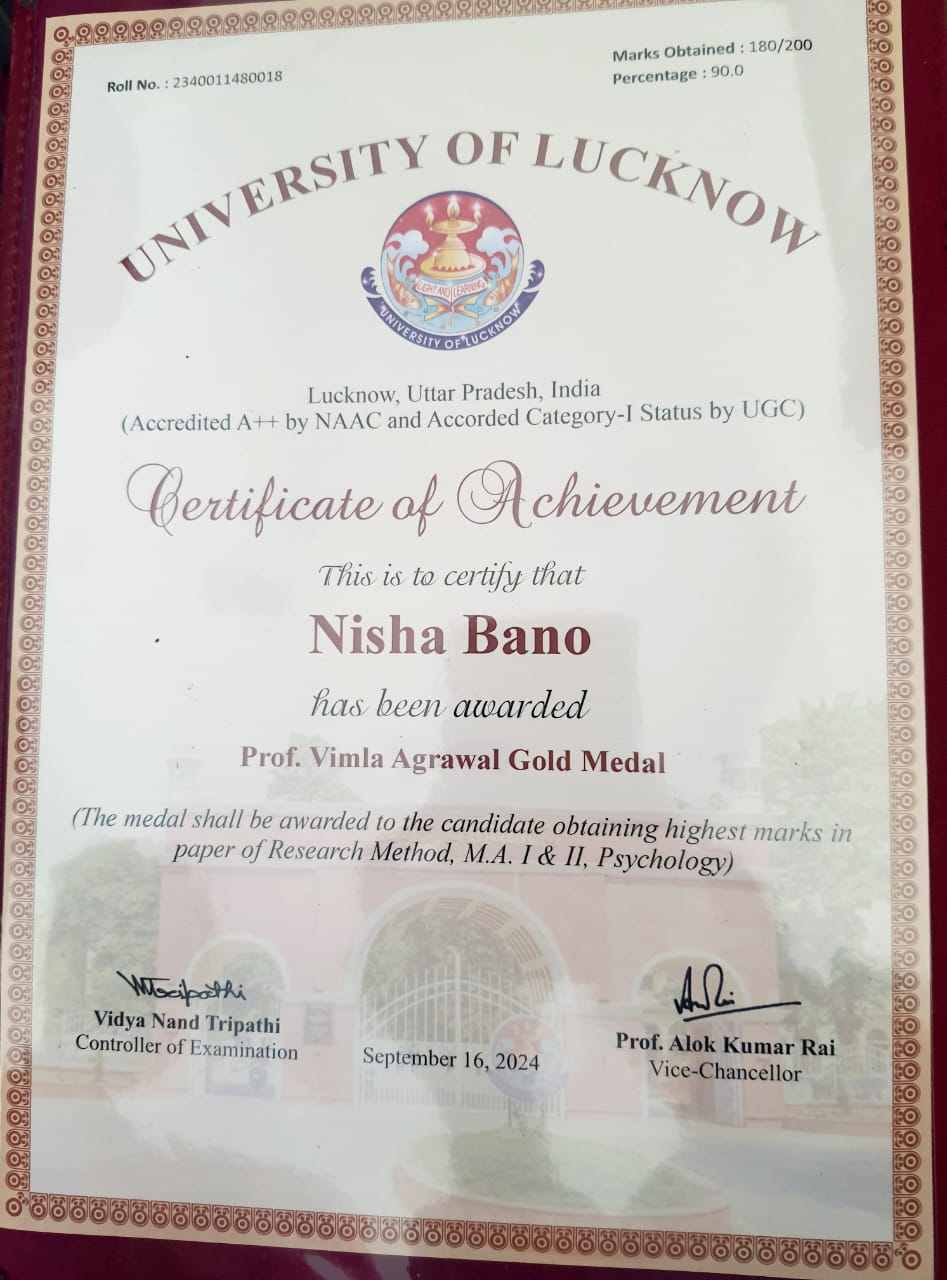 Roll No. : 2340011480018
Marks Obtained : 180/200
Percentage : 90.0
UNIVERSITY OF LUCKNOW
LIGHT AND LEARNING
UNIVERSITY OF LUCKNOW
Lucknow, Uttar Pradesh, India
(Accredited A++ by NAAC and Accorded Category-I Status by UGC)
Certificate of Achievement
This is to certify that
Nisha Bano
has been awarded
Prof. Vimla Agrawal Gold Medal
(The medal shall be awarded to the candidate obtaining highest marks in
paper of Research Method, M.A. I & II, Psychology)
Vidya Nand Tripathi
Controller of Examination
September 16, 2024
Prof. Alok Kumar Rai
Vice-Chancellor